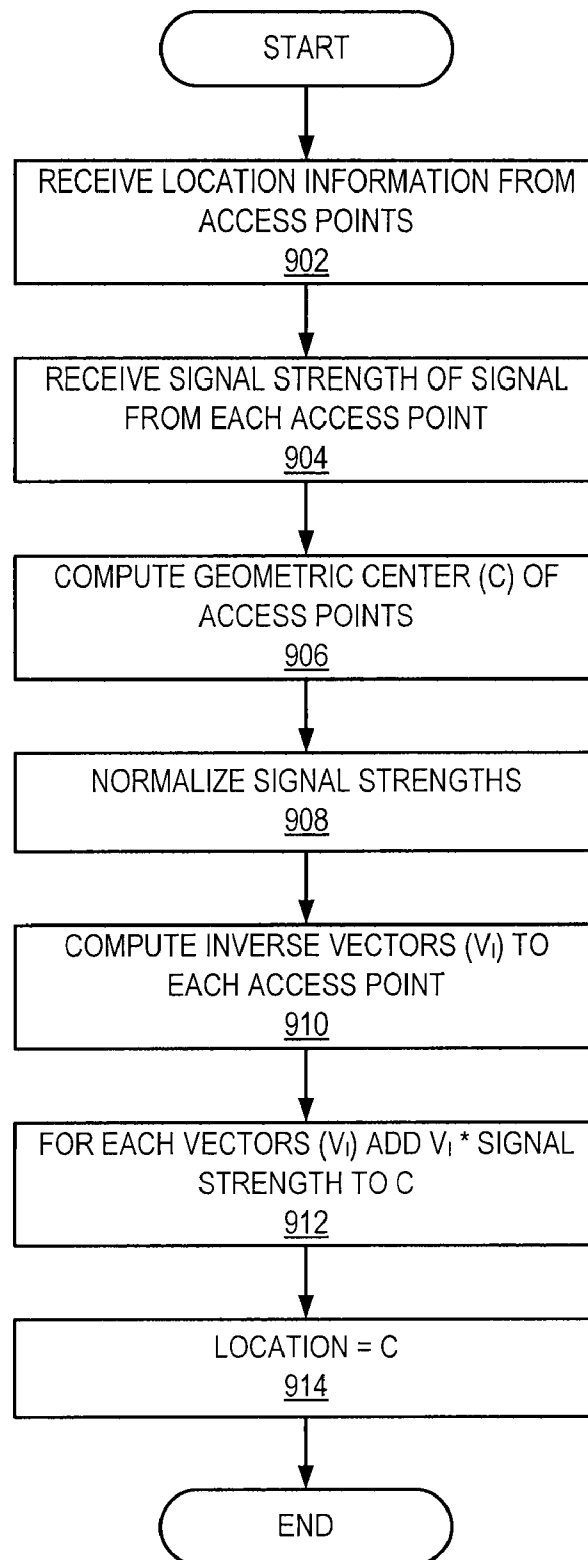 START
RECEIVE LOCATION INFORMATION FROM
ACCESS POINTS
902
RECEIVE SIGNAL STRENGTH OF SIGNAL
FROM EACH ACCESS POINT
904
COMPUTE GEOMETRIC CENTER (C) OF
ACCESS POINTS
906
NORMALIZE SIGNAL STRENGTHS
908
COMPUTE INVERSE VECTORS (VI) TO
EACH ACCESS POINT
910
FOR EACH VECTORS (VI) ADD VI * SIGNAL
STRENGTH TO C
912
LOCATION = C
914
END